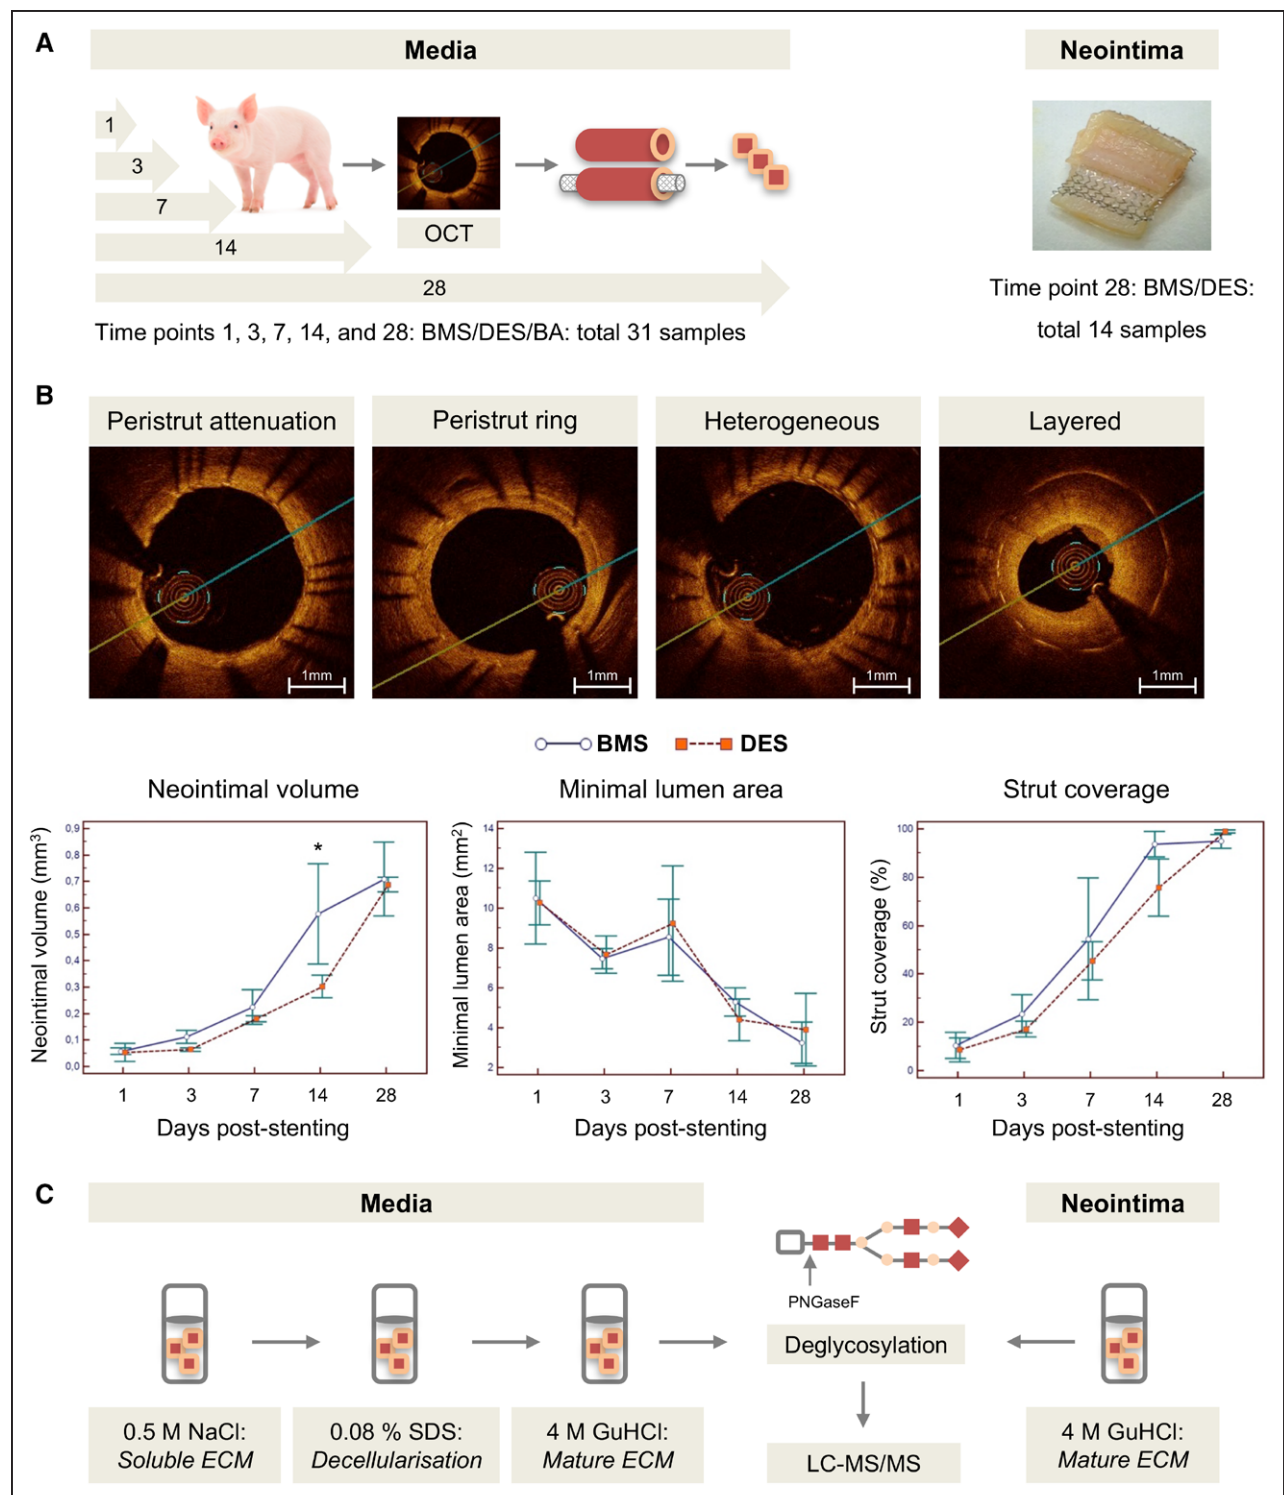 A
Media
Neointima
1
3
7
14
28
OCT
Time points 1, 3, 7, 14, and 28: BMS/DES/BA: total 31 samples
Time point 28: BMS/DES:
total 14 samples
B
Peristrut attenuation
Peristrut ring
Heterogeneous
Layered
1mm
1mm
1mm
1mm
BMS
DES
Neointimal volume
Neointimal volume (mm³)
0,9
0,8
0,7
0,6
0,5
0,4
0,3
0,2
0,1
0,0
*
1 3 7 14 28
Days post-stenting
Minimal lumen area
Minimal lumen area (mm²)
14
12
10
8
6
4
2
1 3 7 14 28
Days post-stenting
Strut coverage
Strut coverage (%)
100
80
60
40
20
0
1 3 7 14 28
Days post-stenting
C
Media
Neointima
PNGaseF
Deglycosylation
LC-MS/MS
0.5 M NaCl:
Soluble ECM
0.08 % SDS:
Decellularisation
4 M GuHCl:
Mature ECM
4 M GuHCl:
Mature ECM